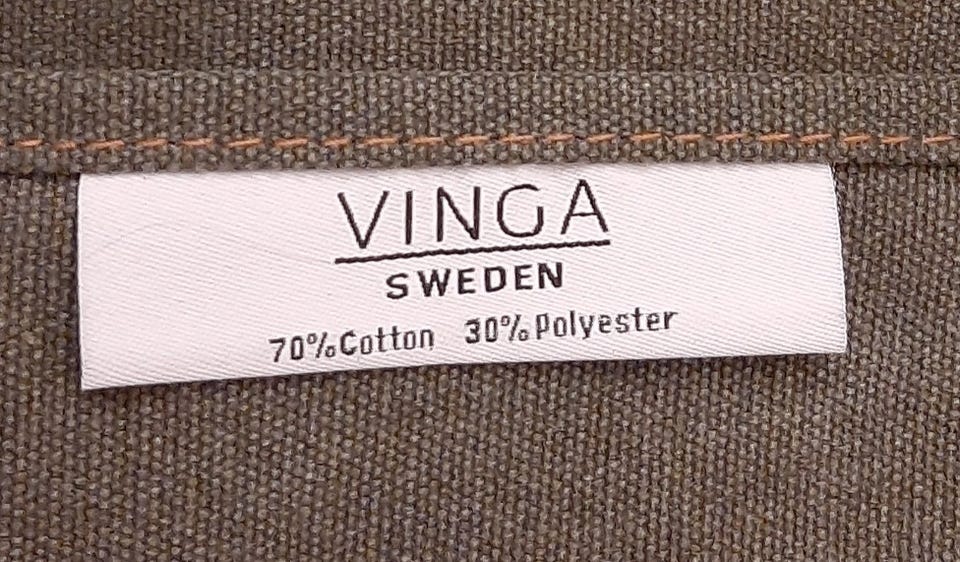 VINGA
SWEDEN
70%Cotton 30%Polyester